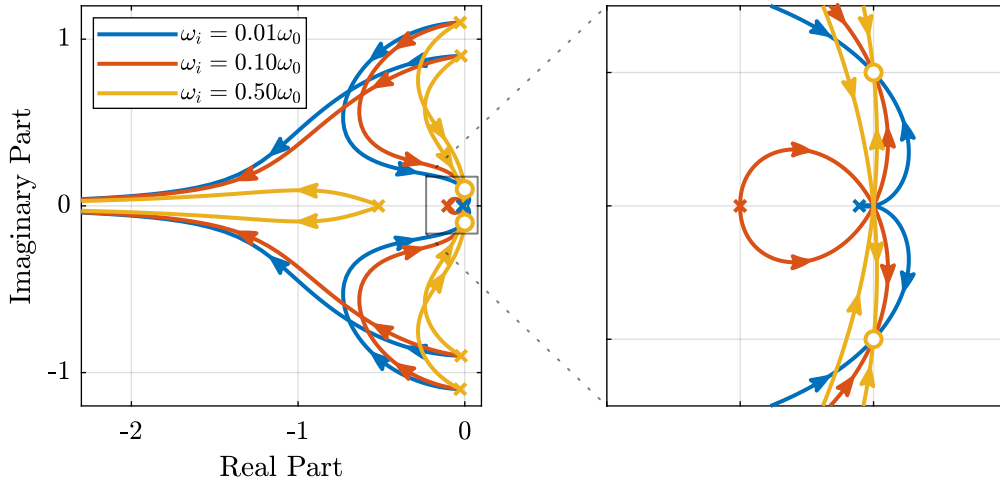 1
0
-1
-2
-1
0
Imaginary Part
Real Part
ωᵢ = 0.01ω₀
ωᵢ = 0.10ω₀
ωᵢ = 0.50ω₀